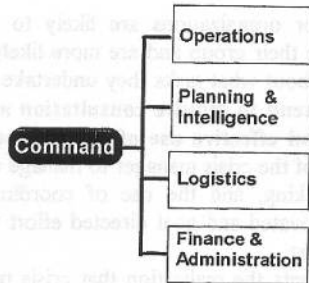 Operations
Planning &
Intelligence
Command
Logistics
Finance &
Administration